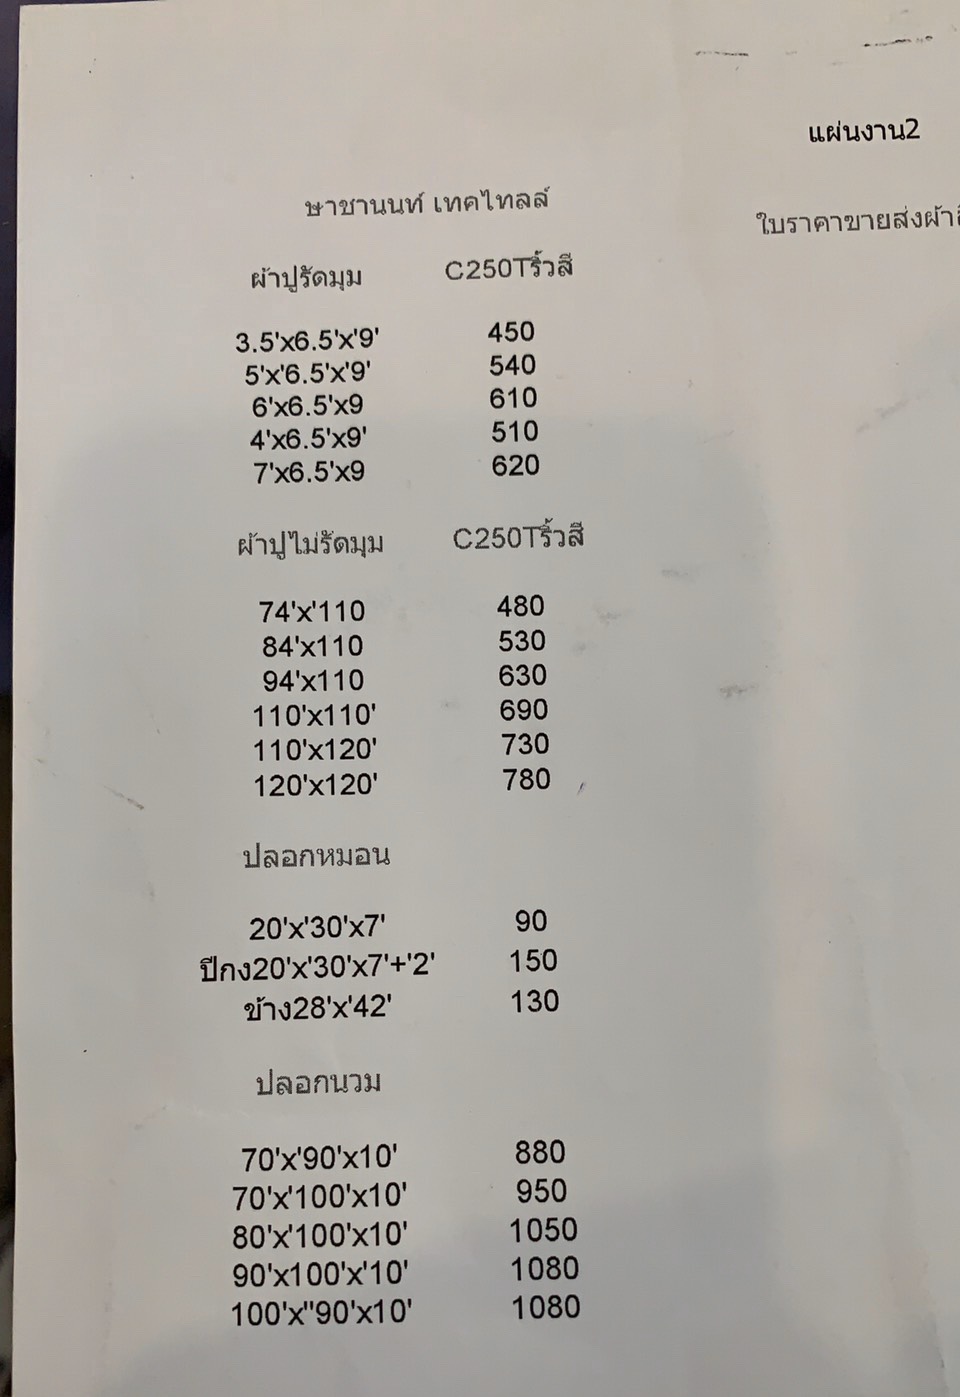 แผ่นงาน2
ษาชานนท์ เทคไทลล์
ใบราคาขายส่งผ้า
ผ้าปูรัดมุม C250Tริ้วสี
3.5'x6.5'x'9' 450
5'x'6.5'x'9' 540
6'x6.5'x9 610
4'x6.5'x9' 510
7'x6.5'x9 620
ผ้าปูไม่รัดมุม C250Tริ้วสี
74'x'110 480
84'x110 530
94'x110 630
110'x110' 690
110'x120' 730
120'x120' 780
ปลอกหมอน
20'x'30'x7' 90
ปีกง20'x'30'x7'+'2' 150
ข้าง28'x'42' 130
ปลอกนวม
70'x'90'x10' 880
70'x'100'x10' 950
80'x'100'x10' 1050
90'x100'x'10' 1080
100'x"90'x10' 1080